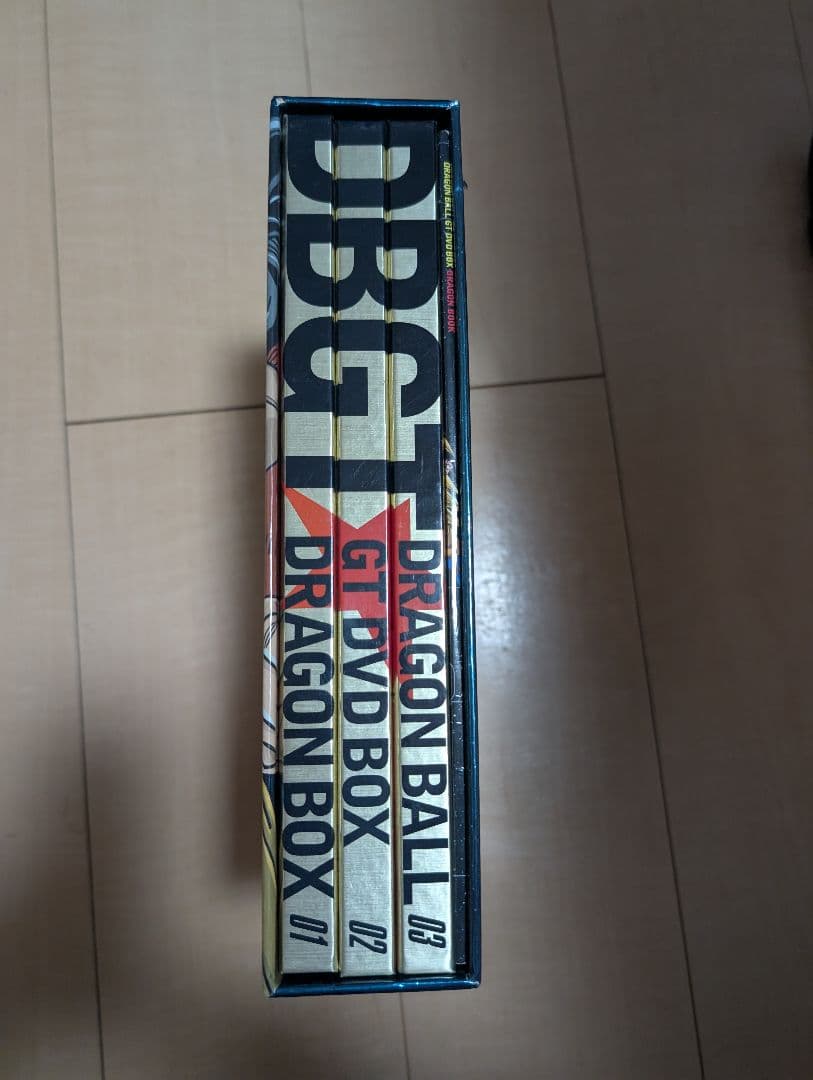 DBGT
DRAGON BALL
GT DVD BOX
DRAGON BOX
01
02
03
DRAGON BALL GT DVD BOX DRAGON BOOK